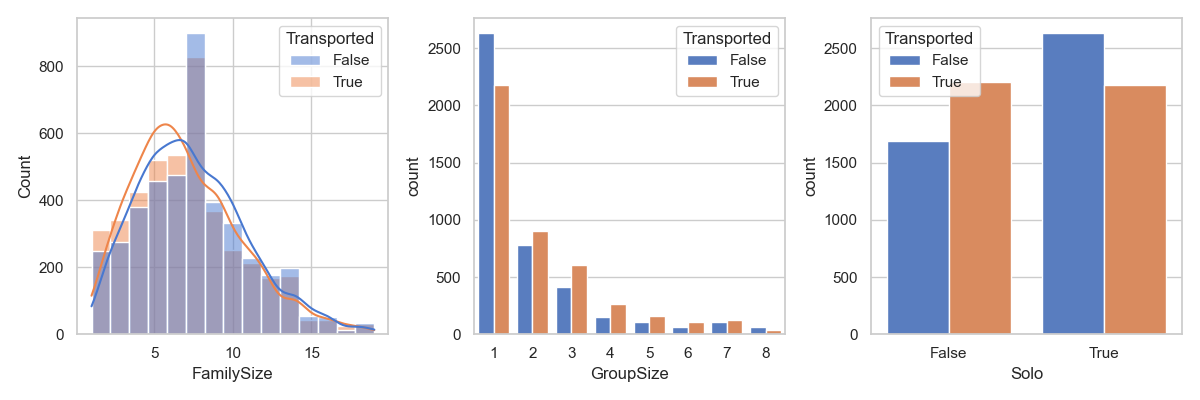 Transported
False
True
Count
0
200
400
600
800
5
10
15
FamilySize
Transported
False
True
count
0
500
1000
1500
2000
2500
1 2 3 4 5 6 7 8
GroupSize
Transported
False
True
count
0
500
1000
1500
2000
2500
False True
Solo